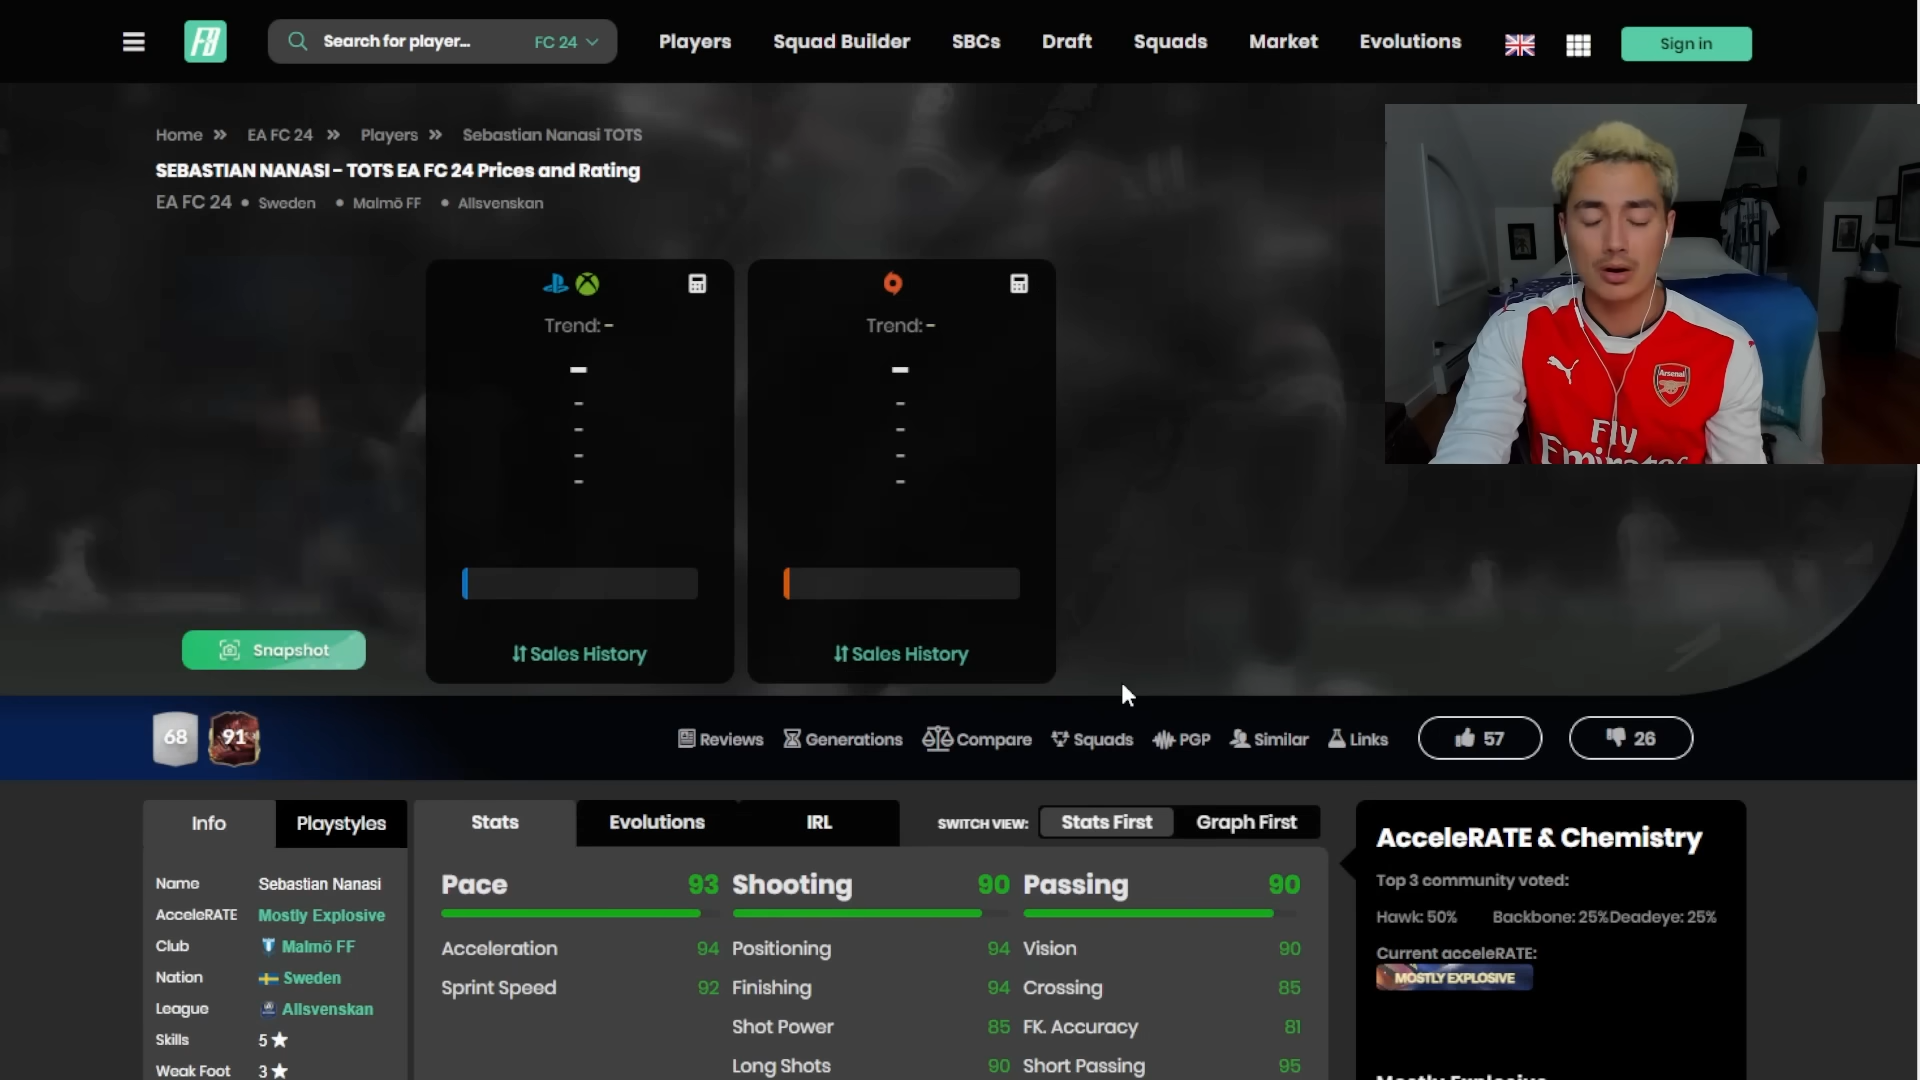 Search for player...
FC 24
Players
Squad Builder
SBCs
Draft
Squads
Market
Evolutions
Sign in
Home » EA FC 24 » Players » Sebastian Nanasi TOTS
SEBASTIAN NANASI - TOTS EA FC 24 Prices and Rating
EA FC 24 • Sweden • Malmö FF • Allsvenskan
Trend: -
-
-
-
-
-
Sales History
Trend: -
-
-
-
-
-
Sales History
Arsenal
Fly
Emirates
Snapshot
68
91
Reviews
Generations
Compare
Squads
PGP
Similar
Links
57
26
Info
Playstyles
Name Sebastian Nanasi
AcceleRATE Mostly Explosive
Club Malmö FF
Nation Sweden
League Allsvenskan
Skills 5
Weak Foot 3
Stats
Evolutions
IRL
SWITCH VIEW:
Stats First
Graph First
Pace 93
Acceleration 94
Sprint Speed 92
Shooting 90
Positioning 94
Finishing 94
Shot Power 85
Long Shots 90
Passing 90
Vision 90
Crossing 85
FK. Accuracy 81
Short Passing 95
AcceleRATE & Chemistry
Top 3 community voted:
Hawk: 50% Backbone: 25% Deadeye: 25%
Current acceleRATE:
MOSTLY EXPLOSIVE
Mostly Explosive